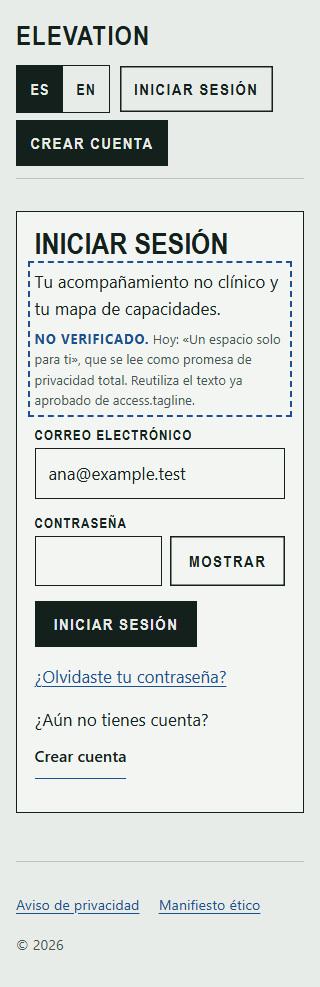 ELEVATION
ES EN INICIAR SESIÓN
CREAR CUENTA
INICIAR SESIÓN
Tu acompañamiento no clínico y
tu mapa de capacidades.
NO VERIFICADO. Hoy: «Un espacio solo
para ti», que se lee como promesa de
privacidad total. Reutiliza el texto ya
aprobado de access.tagline.
CORREO ELECTRÓNICO
ana@example.test
CONTRASEÑA
MOSTRAR
INICIAR SESIÓN
¿Olvidaste tu contraseña?
¿Aún no tienes cuenta?
Crear cuenta
Aviso de privacidad Manifiesto ético
© 2026